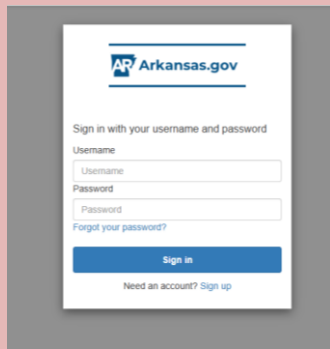 AR Arkansas.gov
Sign in with your username and password
Username
Username
Password
Password
Forgot your password?
Sign in
Need an account? Sign up